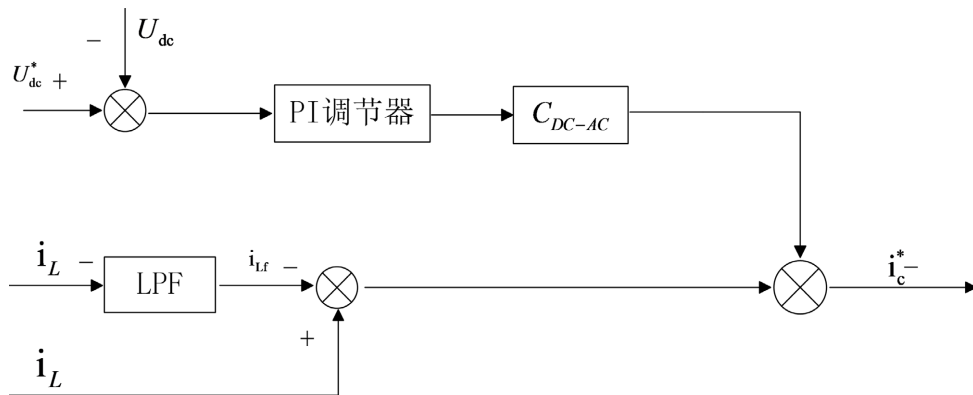 − U_dc
U*_dc +
PI调节器
C_DC−AC
i_L −
LPF
i_Lf −
i*_c −
+
i_L